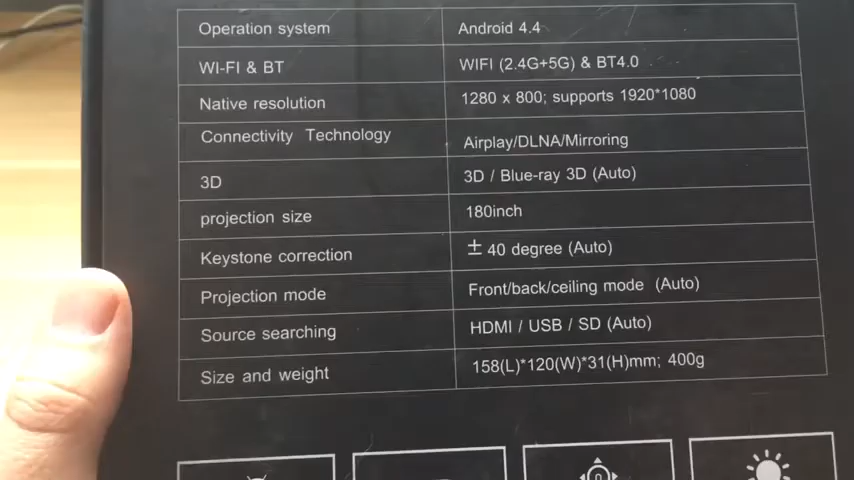 Operation system Android 4.4
WI-FI & BT WIFI (2.4G+5G) & BT4.0
Native resolution 1280 x 800; supports 1920*1080
Connectivity Technology Airplay/DLNA/Mirroring
3D 3D / Blue-ray 3D (Auto)
projection size 180inch
Keystone correction ± 40 degree (Auto)
Projection mode Front/back/ceiling mode (Auto)
Source searching HDMI / USB / SD (Auto)
Size and weight 158(L)*120(W)*31(H)mm; 400g